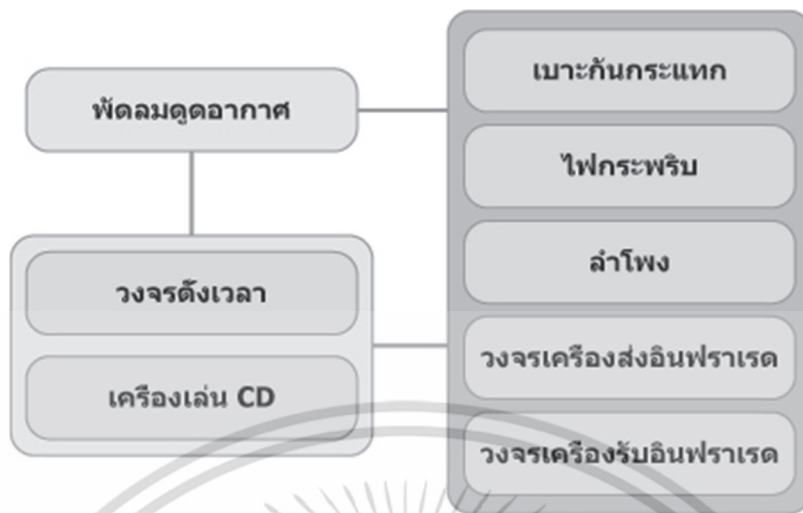 พัดลมดูดอากาศ
วงจรตั้งเวลา
เครื่องเล่น CD
เบาะกันกระแทก
ไฟกระพริบ
ลำโพง
วงจรเครื่องส่งอินฟราเรด
วงจรเครื่องรับอินฟราเรด